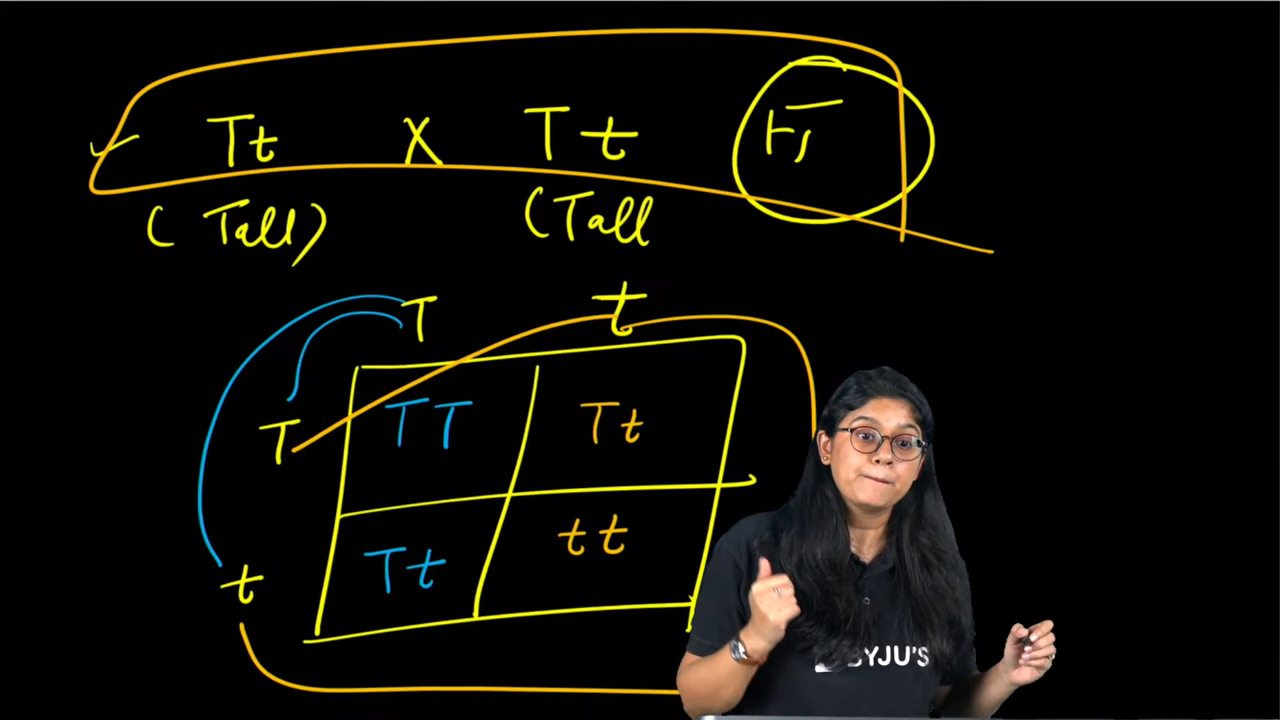 Tt X Tt F1
(Tall) (Tall
T t
T TT Tt
t Tt tt
BYJU'S